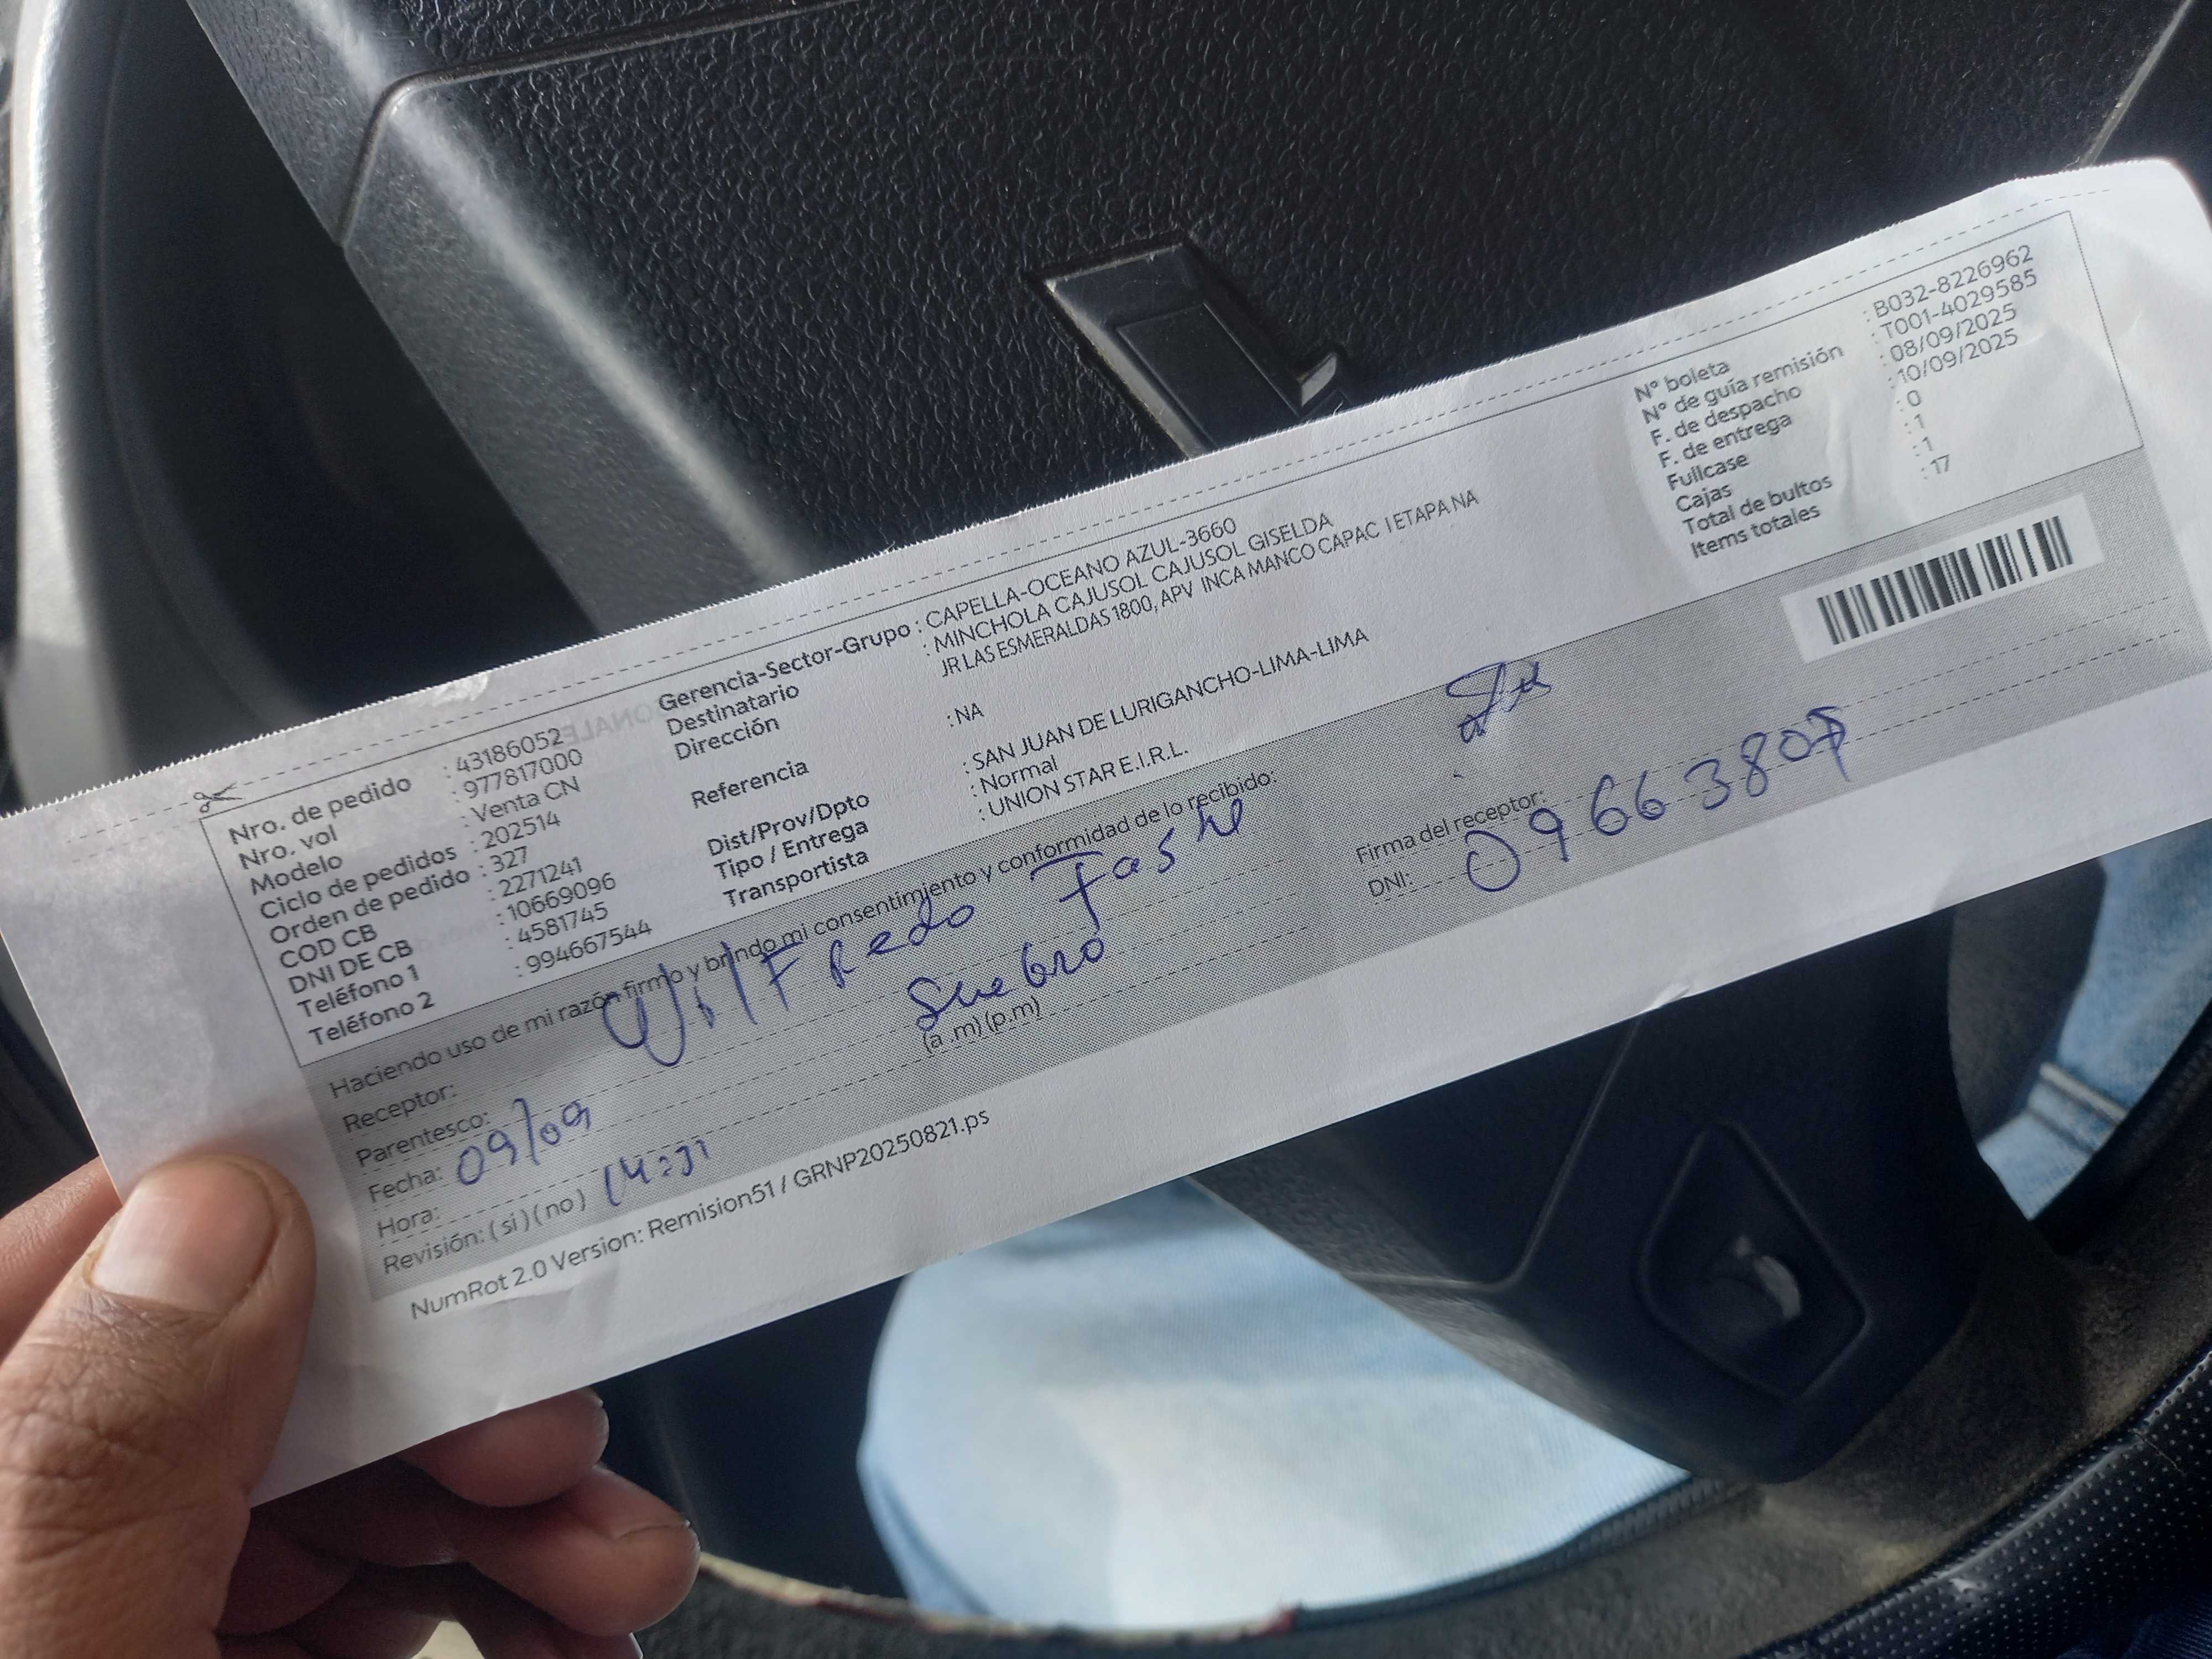 Nro. de pedido : 43186052
Nro. vol : 977817000
Modelo : Venta CN
Ciclo de pedidos : 202514
Orden de pedido : 327
COD CB : 2271241
DNI DE CB : 10669096
Teléfono 1 : 4581745
Teléfono 2 : 994667544
Gerencia-Sector-Grupo : CAPELLA-OCEANO AZUL-3660
Destinatario : MINCHOLA CAJUSOL CAJUSOL GISELDA
Dirección JR LAS ESMERALDAS 1800, APV INCA MANCO CAPAC I ETAPA NA
Referencia : NA
Dist/Prov/Dpto : SAN JUAN DE LURIGANCHO-LIMA-LIMA
Tipo / Entrega : Normal
Transportista : UNION STAR E.I.R.L.
N° boleta : B032-8226962
N° de guía remisión : T001-4029585
F. de despacho : 08/09/2025
F. de entrega : 10/09/2025
Fullcase : 0
Cajas : 1
Total de bultos : 1
Items totales : 17
Haciendo uso de mi razón firmo y brindo mi consentimiento y conformidad de lo recibido:
Receptor: WilFRedo
Parentesco: Suegro
Fecha: 09/09
Hora: (a .m) (p.m)
Revisión: ( si ) ( no )
Firma del receptor:
DNI: 09663807
NumRot 2.0 Version: Remision51 / GRNP20250821.ps